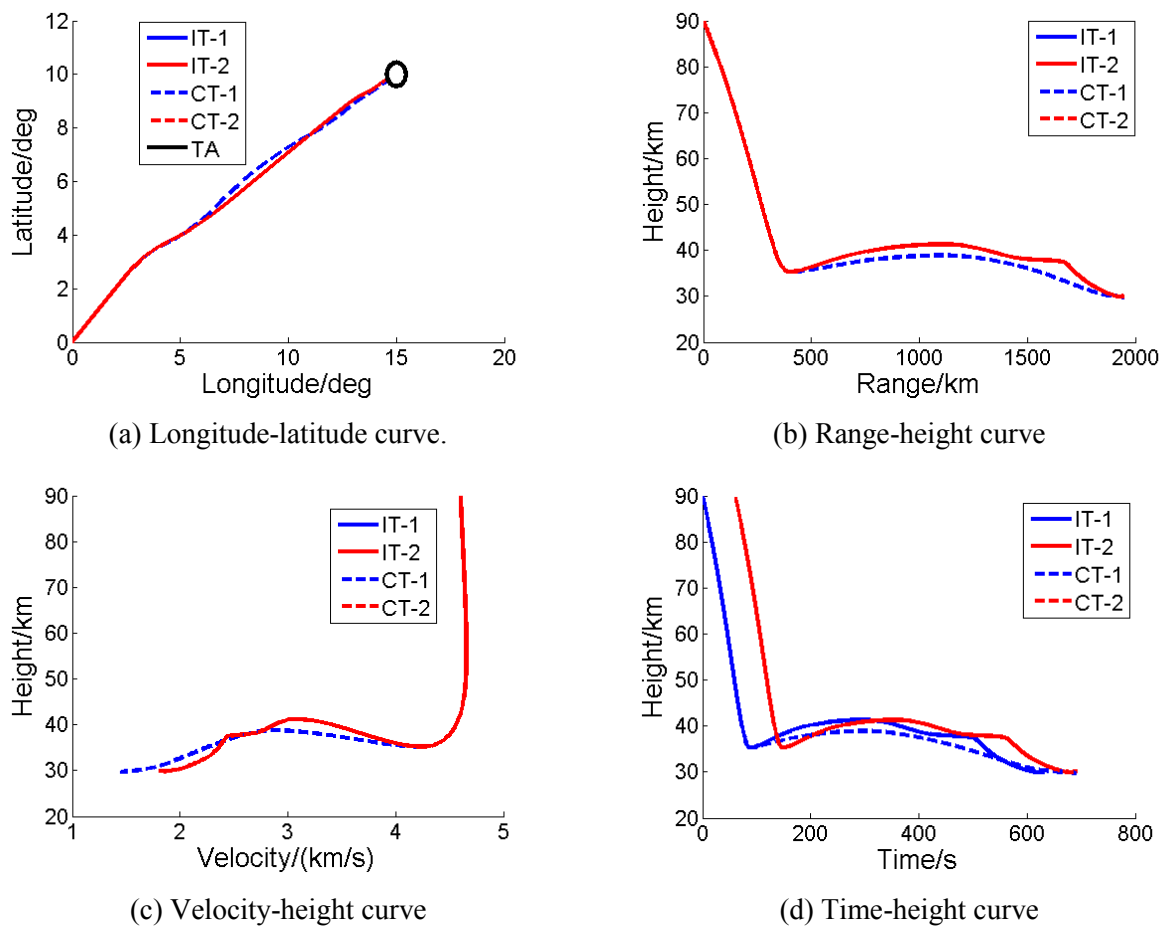 12
10
8
6
4
2
0
Latitude/deg
IT-1
IT-2
CT-1
CT-2
TA
0 5 10 15 20
Longitude/deg
(a) Longitude-latitude curve.
90
80
70
60
50
40
30
20
Height/km
IT-1
IT-2
CT-1
CT-2
0 500 1000 1500 2000
Range/km
(b) Range-height curve
90
80
70
60
50
40
30
20
Height/km
IT-1
IT-2
CT-1
CT-2
1 2 3 4 5
Velocity/(km/s)
(c) Velocity-height curve
90
80
70
60
50
40
30
20
Height/km
IT-1
IT-2
CT-1
CT-2
0 200 400 600 800
Time/s
(d) Time-height curve